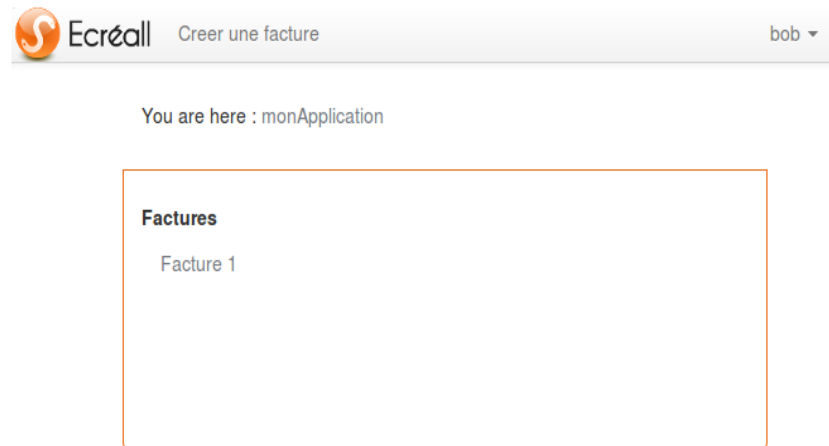 Ecréall Creer une facture bob
You are here : monApplication
Factures
Facture 1